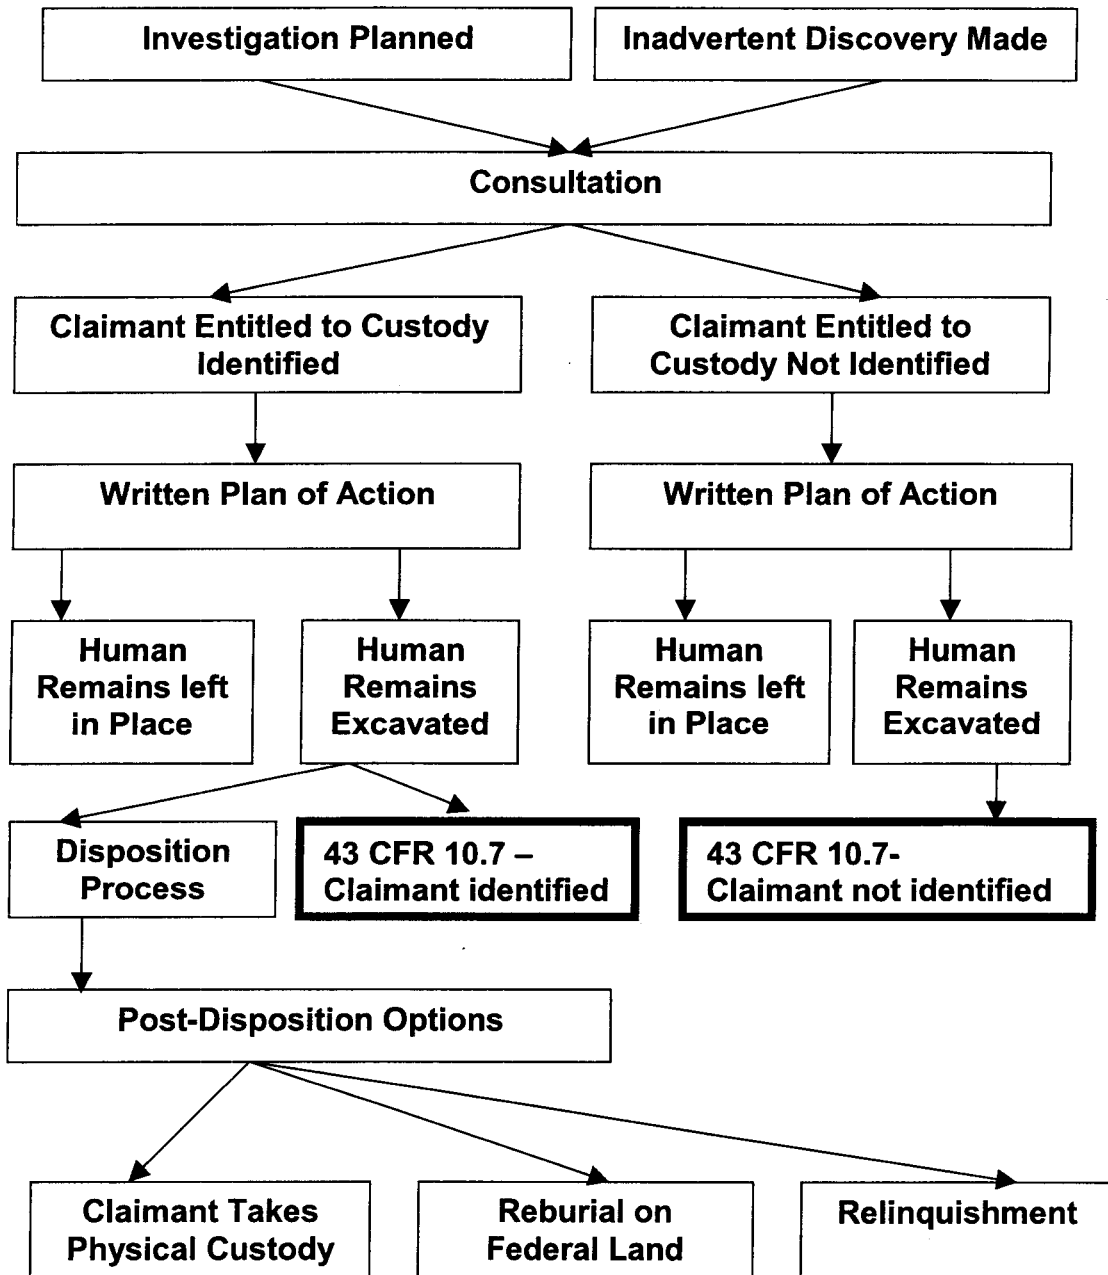 Investigation Planned
Inadvertent Discovery Made
Consultation
Claimant Entitled to Custody
Identified
Claimant Entitled to
Custody Not Identified
Written Plan of Action
Written Plan of Action
Human
Remains left
in Place
Human
Remains
Excavated
Human
Remains left
in Place
Human
Remains
Excavated
Disposition
Process
43 CFR 10.7 –
Claimant identified
43 CFR 10.7-
Claimant not identified
Post-Disposition Options
Claimant Takes
Physical Custody
Reburial on
Federal Land
Relinquishment